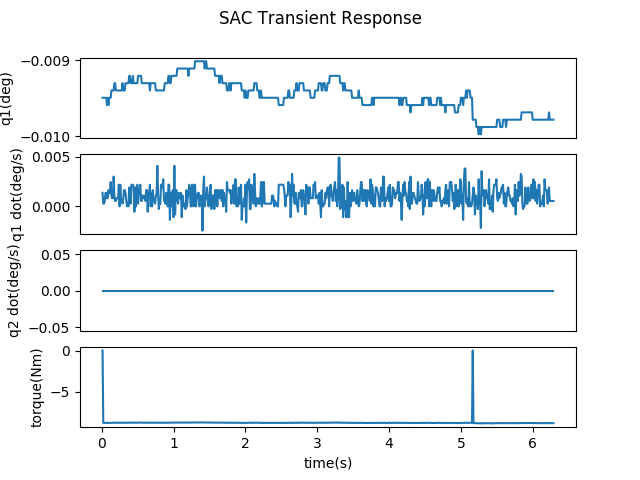 SAC Transient Response
−0.009
−0.010
q1(deg)
0.005
0.000
q1 dot(deg/s)
0.05
0.00
−0.05
q2 dot(deg/s)
0
−5
torque(Nm)
0 1 2 3 4 5 6
time(s)